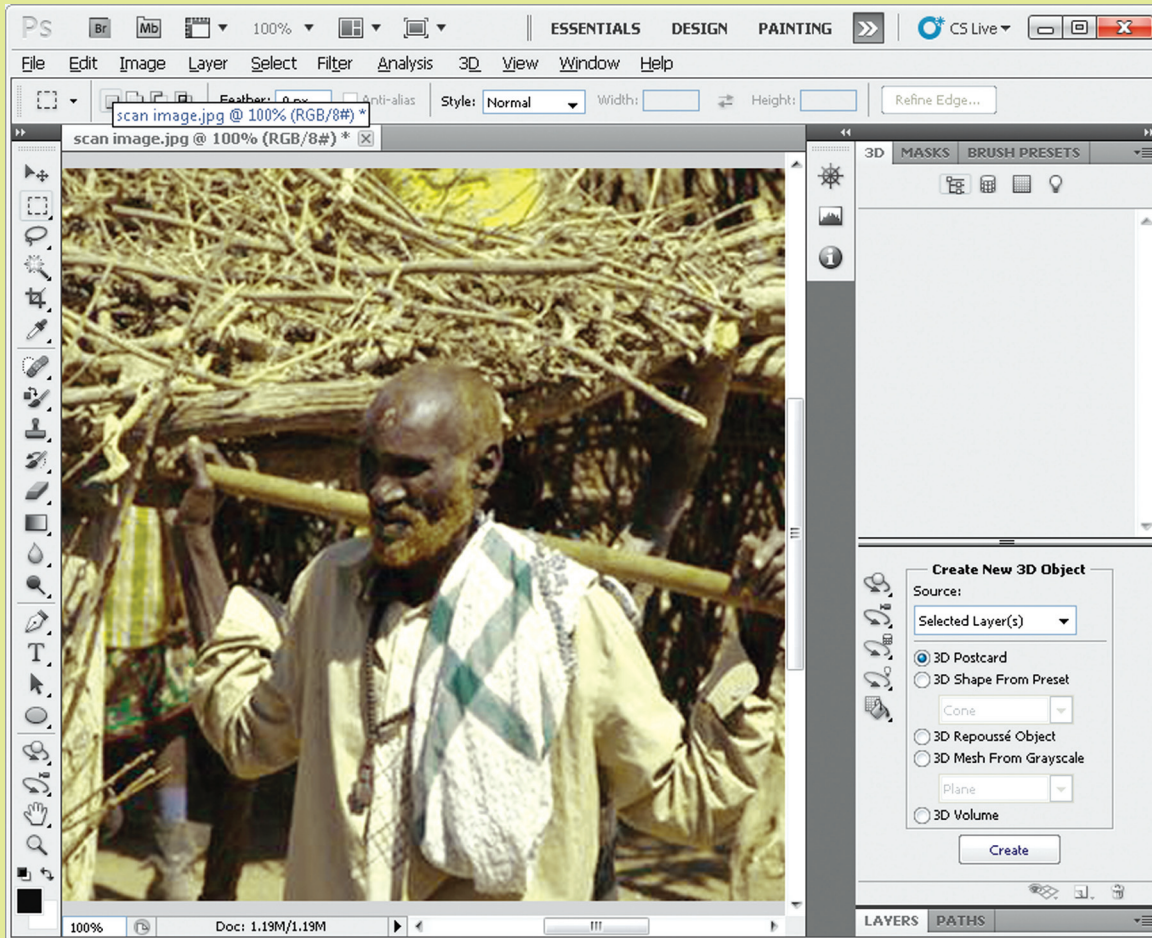 Ps Br Mb 100% ESSENTIALS DESIGN PAINTING CS Live
File Edit Image Layer Select Filter Analysis 3D View Window Help
Feather: 0 px Anti-alias Style: Normal Width: Height: Refine Edge...
scan image.jpg @ 100% (RGB/8#) *
scan image.jpg @ 100% (RGB/8#) *
3D MASKS BRUSH PRESETS
Create New 3D Object
Source:
Selected Layer(s)
3D Postcard
3D Shape From Preset
Cone
3D Repoussé Object
3D Mesh From Grayscale
Plane
3D Volume
Create
100% Doc: 1.19M/1.19M
LAYERS PATHS